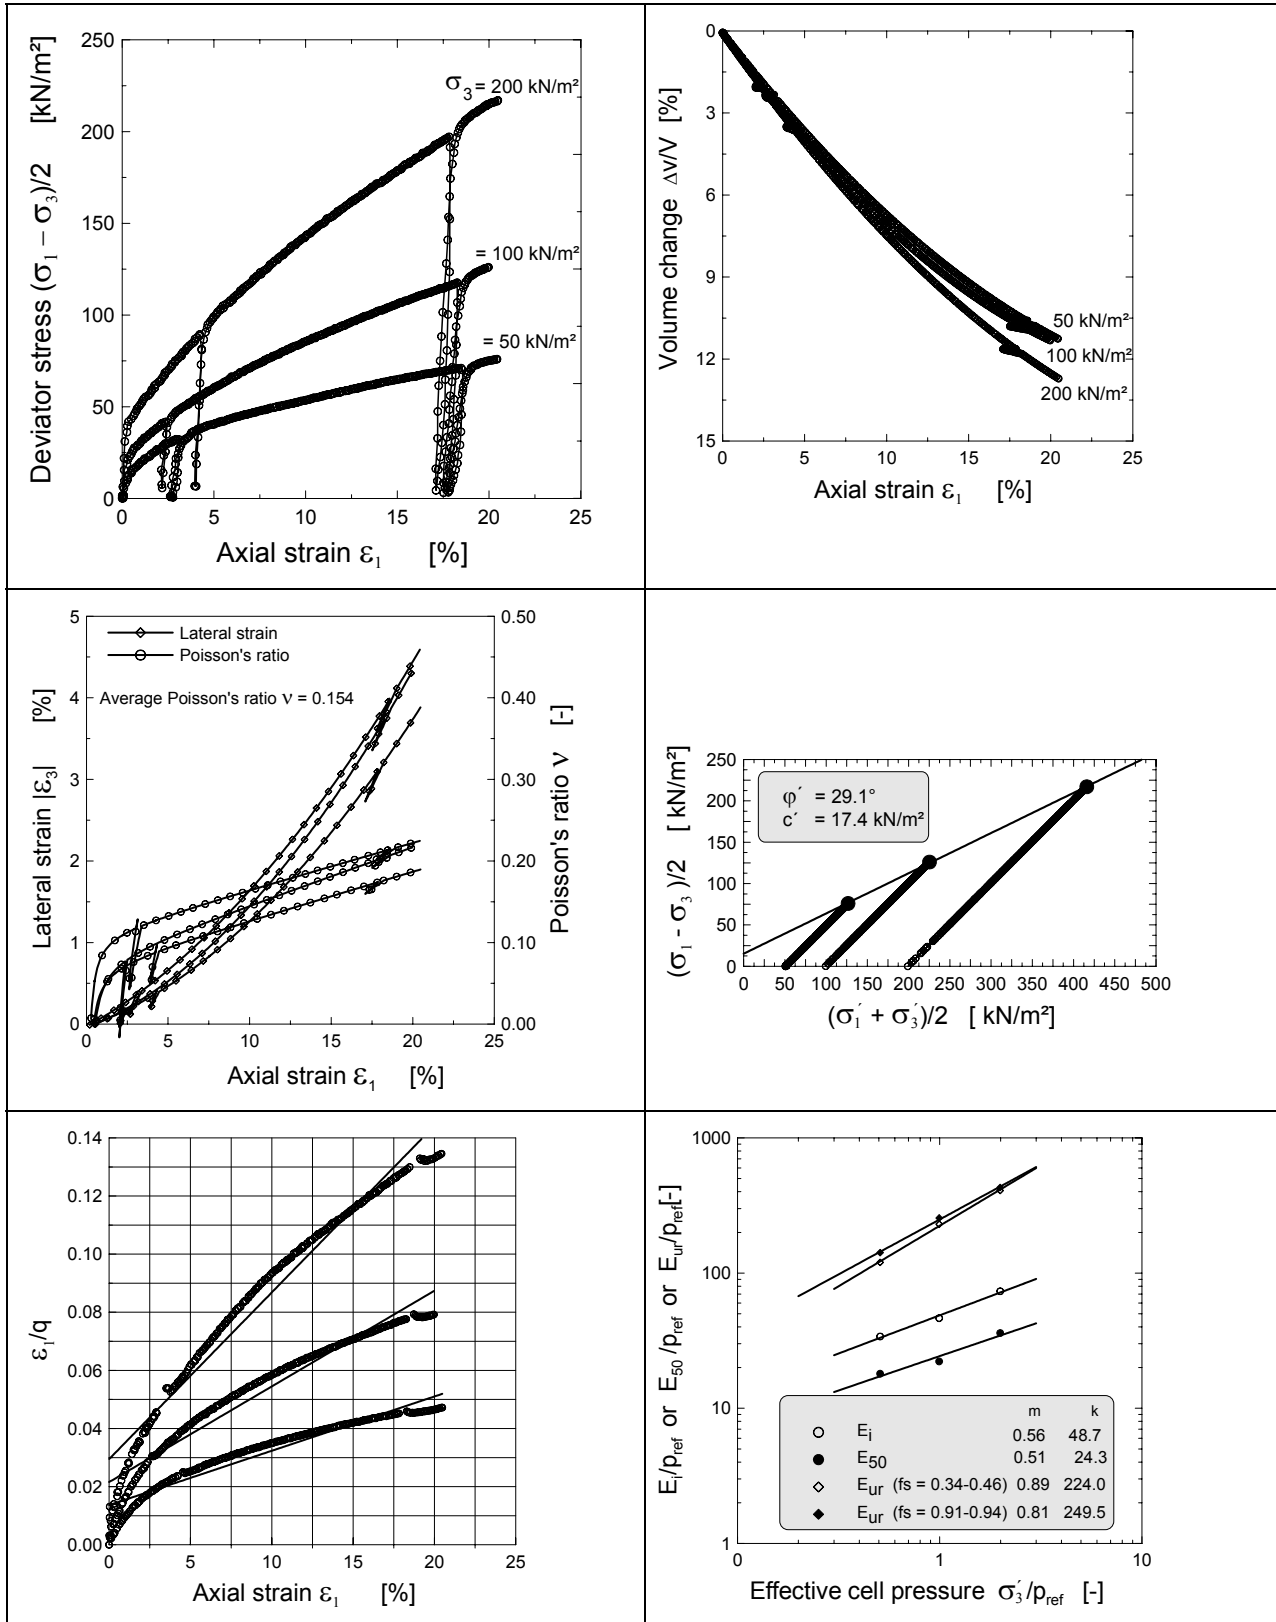 250
200
150
100
50
0
0 5 10 15 20 25
Deviator stress (σ1 − σ3)/2 [kN/m²]
σ3 = 200 kN/m²
= 100 kN/m²
= 50 kN/m²
Axial strain ε1 [%]
0
3
6
9
12
15
0 5 10 15 20 25
Volume change Δv/V [%]
50 kN/m²
100 kN/m²
200 kN/m²
Axial strain ε1 [%]
5
4
3
2
1
0
0.50
0.40
0.30
0.20
0.10
0.00
0 5 10 15 20 25
Lateral strain
Poisson's ratio
Average Poisson's ratio ν = 0.154
Lateral strain |ε3| [%]
Poisson's ratio ν [-]
Axial strain ε1 [%]
250
200
150
100
50
0
0 50 100 150 200 250 300 350 400 450 500
φ´ = 29.1°
c´ = 17.4 kN/m²
(σ1 - σ3)/2 [ kN/m²]
(σ1´ + σ3´)/2 [ kN/m²]
0.14
0.12
0.10
0.08
0.06
0.04
0.02
0.00
0 5 10 15 20 25
ε1/q
Axial strain ε1 [%]
1000
100
10
1
0 1 10
Ei/pref or E50/pref or Eur/pref[-]
m k
Ei 0.56 48.7
E50 0.51 24.3
Eur (fs = 0.34-0.46) 0.89 224.0
Eur (fs = 0.91-0.94) 0.81 249.5
Effective cell pressure σ3´/pref [-]